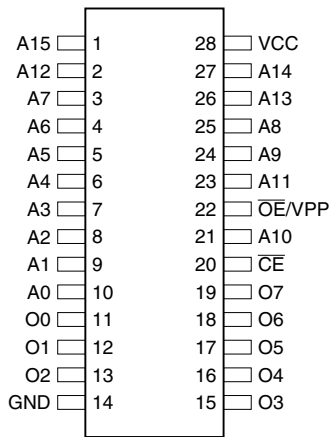 A15 1 28 VCC
A12 2 27 A14
A7 3 26 A13
A6 4 25 A8
A5 5 24 A9
A4 6 23 A11
A3 7 22 O̅E̅/VPP
A2 8 21 A10
A1 9 20 C̅E̅
A0 10 19 O7
O0 11 18 O6
O1 12 17 O5
O2 13 16 O4
GND 14 15 O3